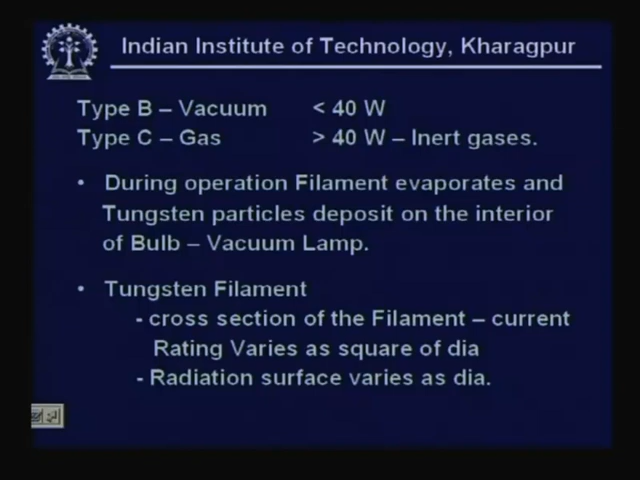 Indian Institute of Technology, Kharagpur
Type B – Vacuum < 40 W
Type C – Gas > 40 W – Inert gases.
• During operation Filament evaporates and
Tungsten particles deposit on the interior
of Bulb – Vacuum Lamp.
• Tungsten Filament
- cross section of the Filament – current
Rating Varies as square of dia
- Radiation surface varies as dia.